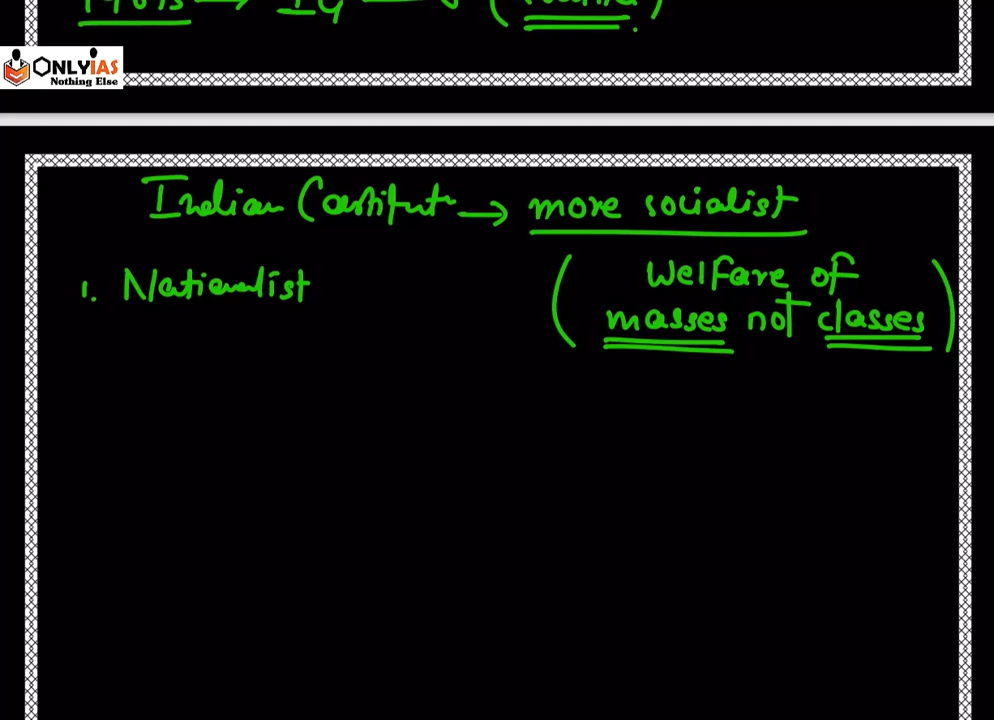 ONLYIAS
Nothing Else
Indian Constitut → more socialist
1. Nationalist
( Welfare of
masses not classes )